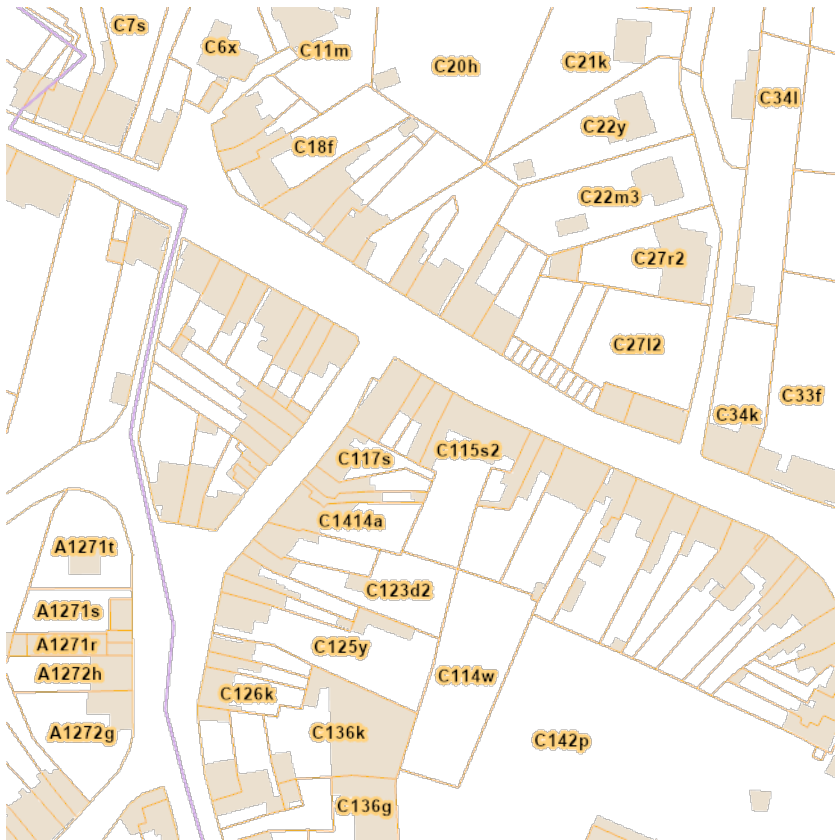 C7s
C6x
C11m
C20h
C21k
C34l
C22y
C18f
C22m3
C27r2
C27l2
C33f
C34k
C117s
C115s2
C1414a
A1271t
C123d2
A1271s
A1271r
C125y
A1272h
C114w
C126k
A1272g
C136k
C142p
C136g